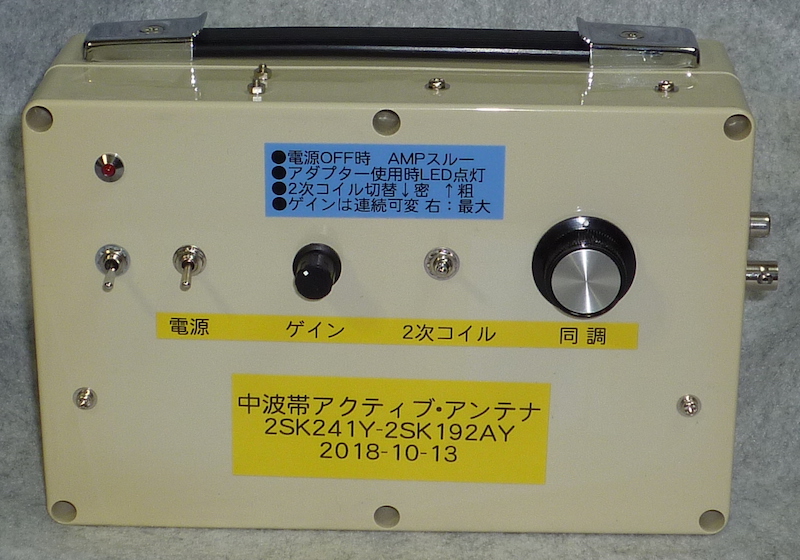 ●電源OFF時　AMPスルー
●アダプター使用時LED点灯
●2次コイル切替↓密　↑粗
●ゲインは連続可変 右：最大
電源　ゲイン　2次コイル　同調
中波帯アクティブ・アンテナ
2SK241Y-2SK192AY
2018-10-13